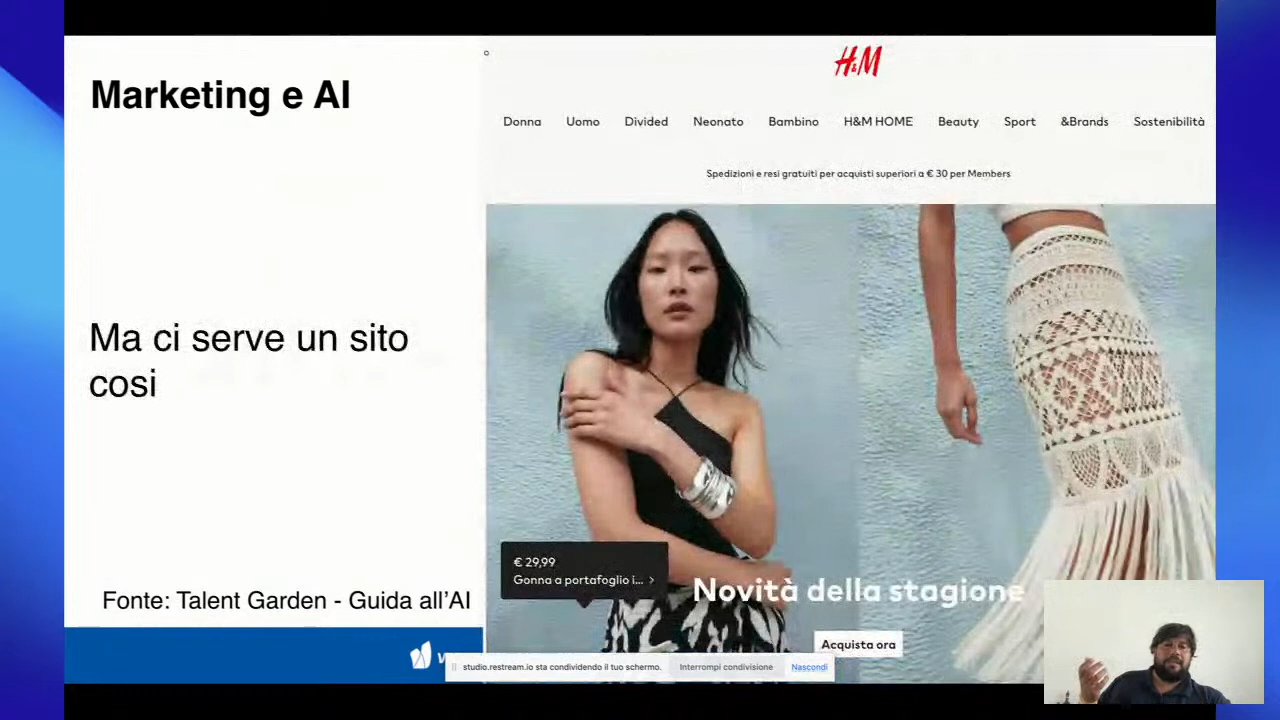 Marketing e AI
Ma ci serve un sito
cosi
Fonte: Talent Garden - Guida all'AI
H&M
Donna Uomo Divided Neonato Bambino H&M HOME Beauty Sport &Brands Sostenibilità
Spedizioni e resi gratuiti per acquisti superiori a € 30 per Members
€ 29,99
Gonna a portafoglio i... >
Novità della stagione
Acquista ora
studio.restream.io sta condividendo il tuo schermo. Interrompi condivisione Nascondi